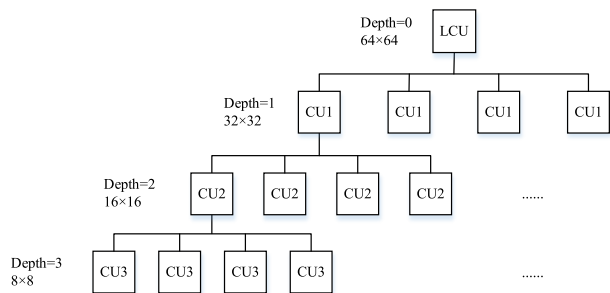 Depth=0
64×64
LCU
Depth=1
32×32
CU1
CU1
CU1
CU1
Depth=2
16×16
CU2
CU2
CU2
CU2
......
Depth=3
8×8
CU3
CU3
CU3
CU3
......